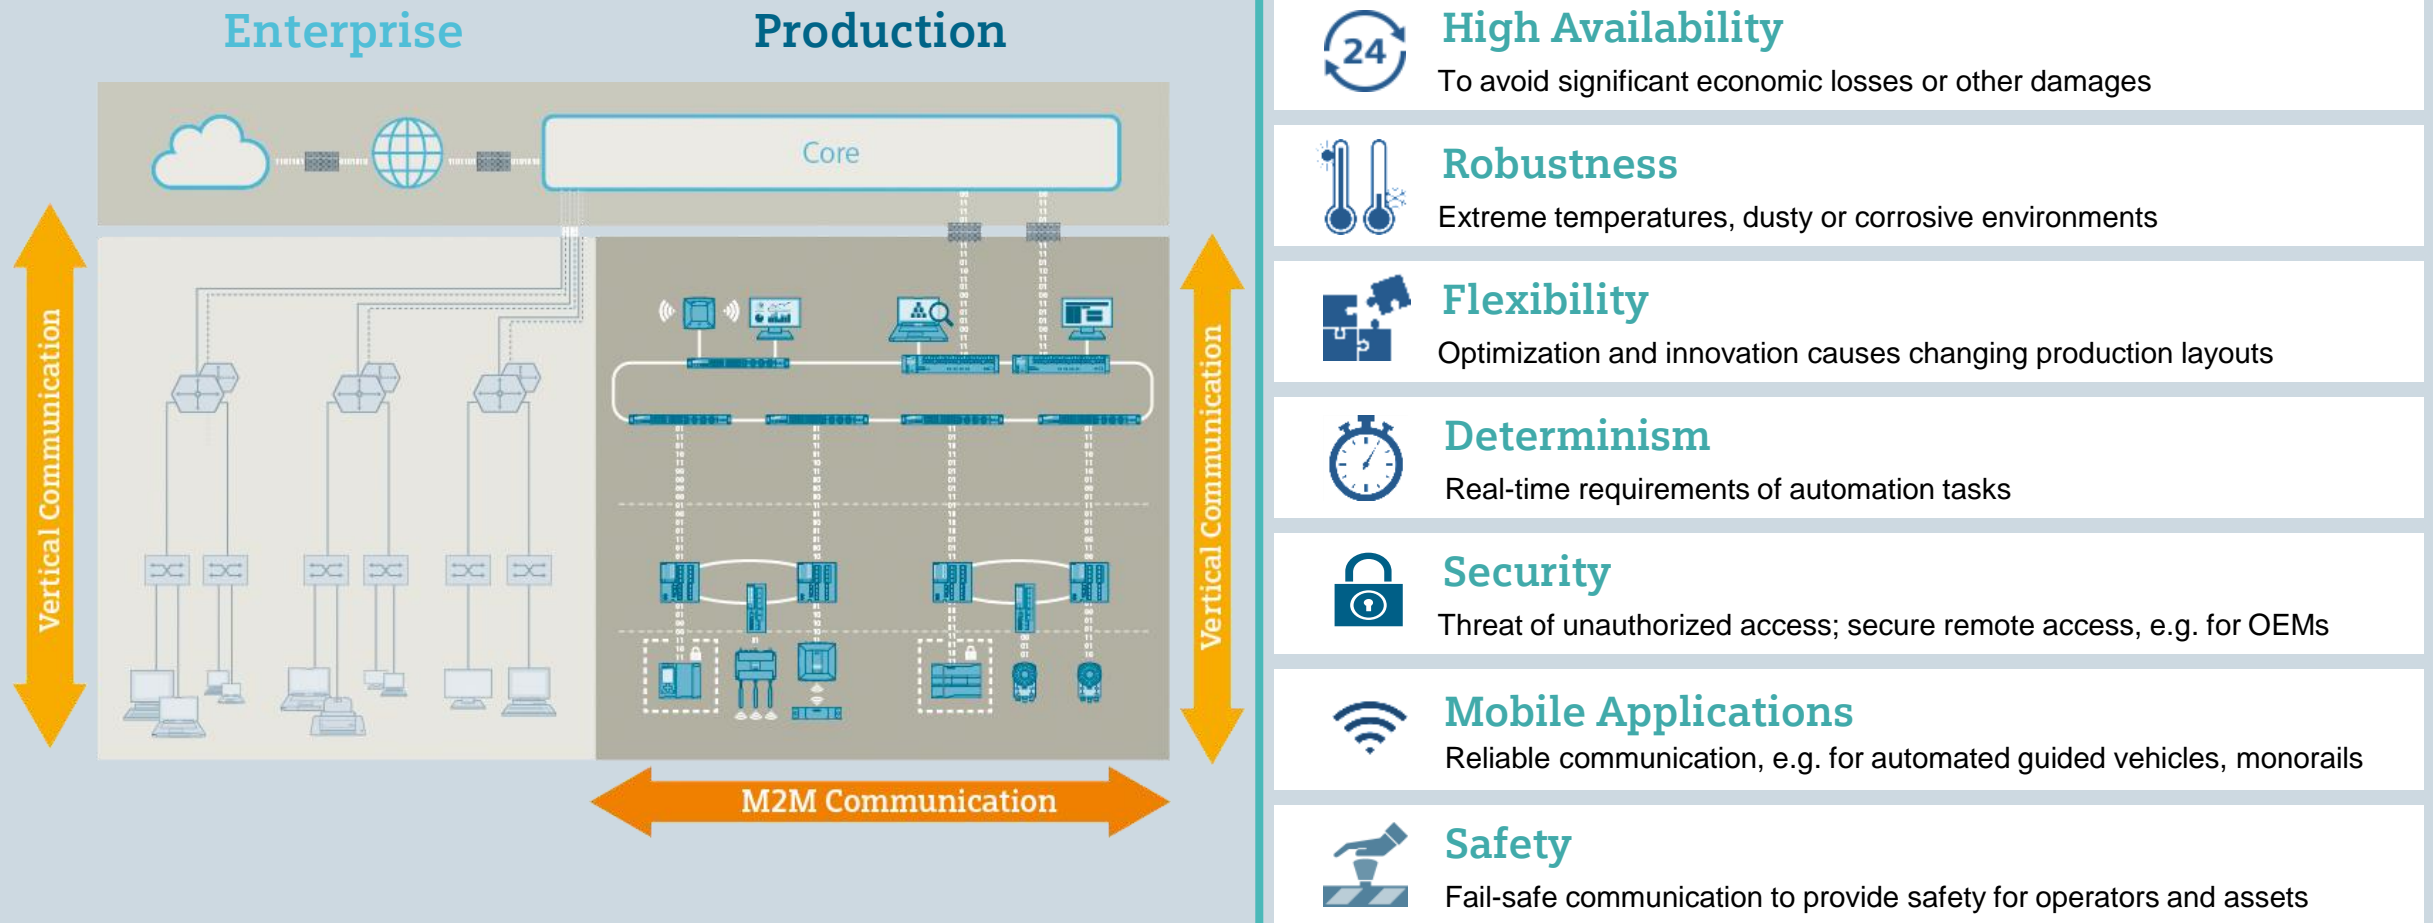 Enterprise
Production
Core
Vertical Communication
Vertical Communication
M2M Communication
24
High Availability
To avoid significant economic losses or other damages
Robustness
Extreme temperatures, dusty or corrosive environments
Flexibility
Optimization and innovation causes changing production layouts
Determinism
Real-time requirements of automation tasks
Security
Threat of unauthorized access; secure remote access, e.g. for OEMs
Mobile Applications
Reliable communication, e.g. for automated guided vehicles, monorails
Safety
Fail-safe communication to provide safety for operators and assets